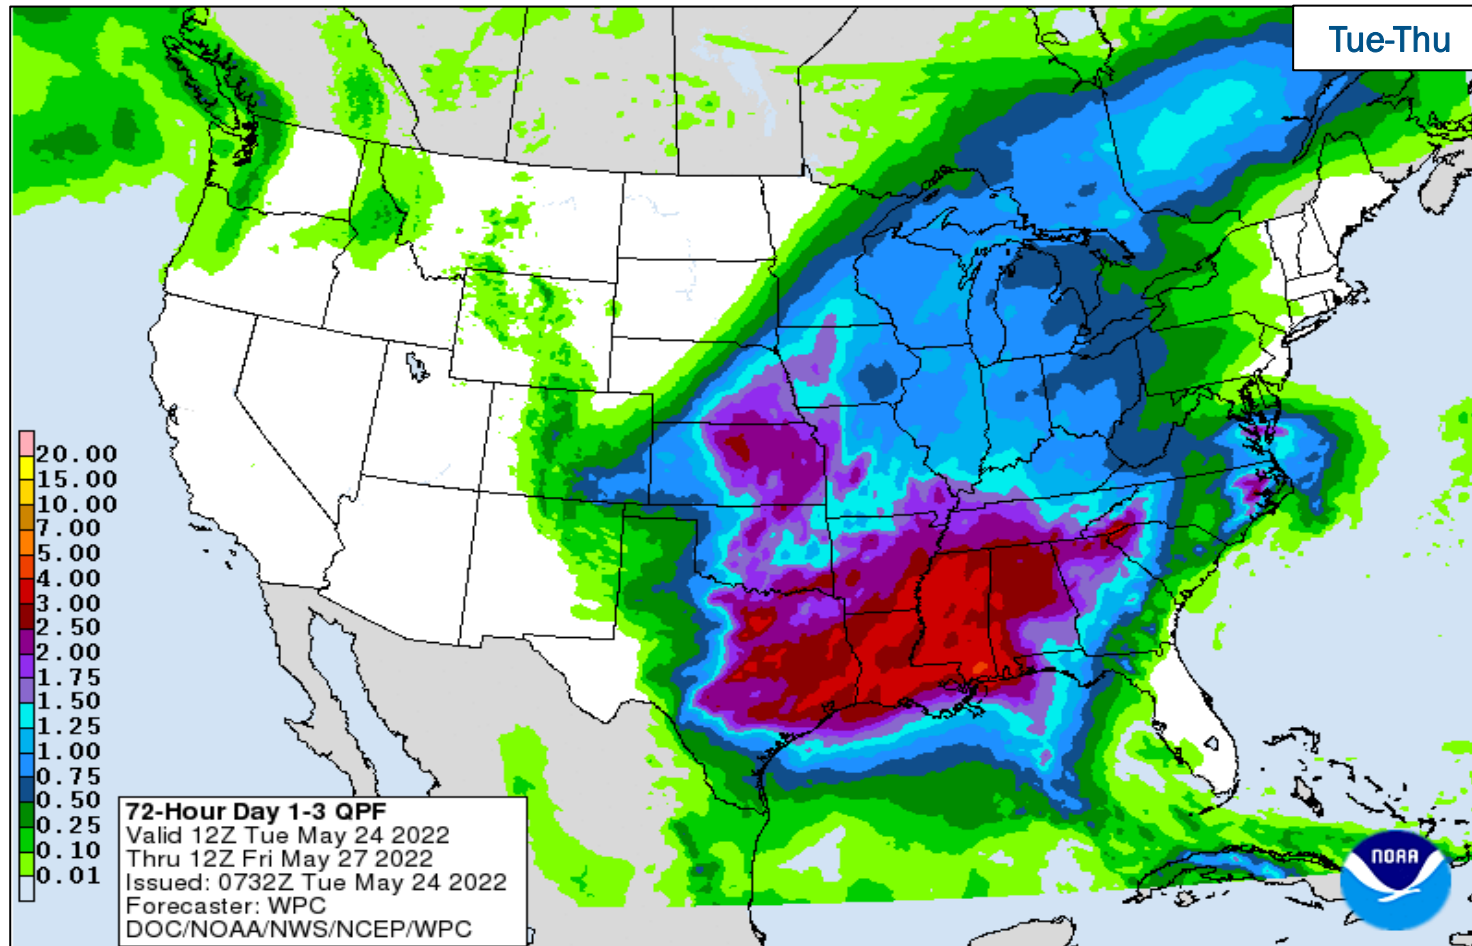 Tue-Thu
20.00
15.00
10.00
7.00
5.00
4.00
3.00
2.50
2.00
1.75
1.50
1.25
1.00
0.75
0.50
0.25
0.10
0.01
72-Hour Day 1-3 QPF
Valid 12Z Tue May 24 2022
Thru 12Z Fri May 27 2022
Issued: 0732Z Tue May 24 2022
Forecaster: WPC
DOC/NOAA/NWS/NCEP/WPC
NOAA